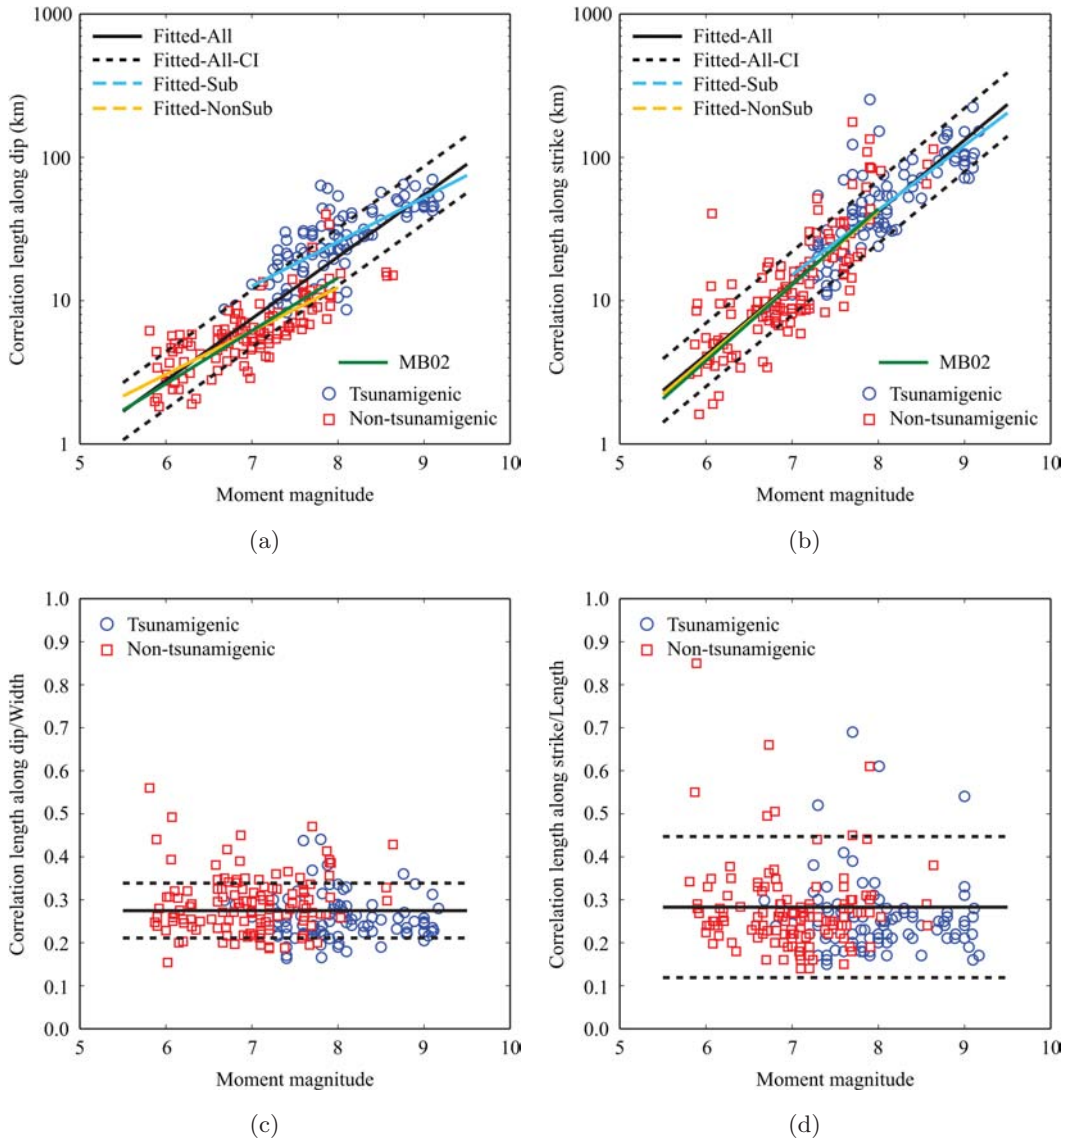 1000
100
10
1
Correlation length along dip (km)
Fitted-All
Fitted-All-CI
Fitted-Sub
Fitted-NonSub
MB02
Tsunamigenic
Non-tsunamigenic
5 6 7 8 9 10
Moment magnitude
(a)
1000
100
10
1
Correlation length along strike (km)
Fitted-All
Fitted-All-CI
Fitted-Sub
Fitted-NonSub
MB02
Tsunamigenic
Non-tsunamigenic
5 6 7 8 9 10
Moment magnitude
(b)
1.0
0.9
0.8
0.7
0.6
0.5
0.4
0.3
0.2
0.1
0.0
Correlation length along dip/Width
Tsunamigenic
Non-tsunamigenic
5 6 7 8 9 10
Moment magnitude
(c)
1.0
0.9
0.8
0.7
0.6
0.5
0.4
0.3
0.2
0.1
0.0
Correlation length along strike/Length
Tsunamigenic
Non-tsunamigenic
5 6 7 8 9 10
Moment magnitude
(d)